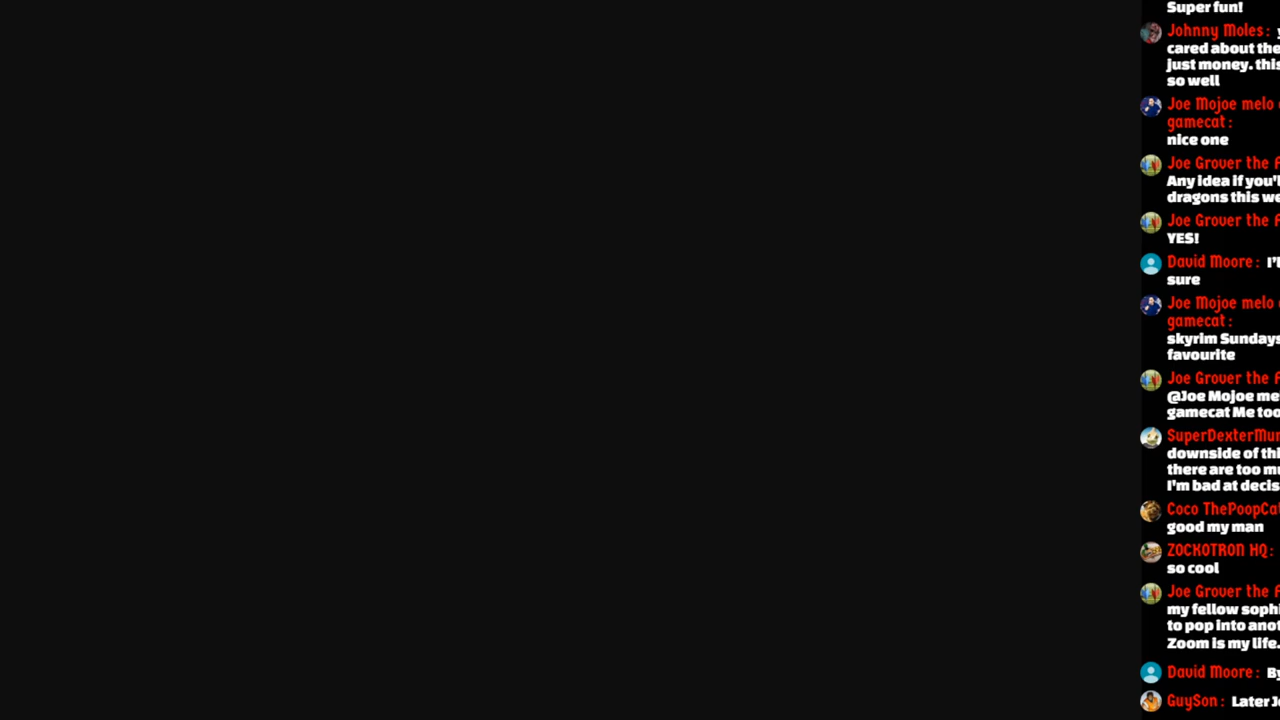 Super fun!
Johnny Moles:
cared about the
just money. this
so well
Joe Mojoe melo
gamecat:
nice one
Joe Grover the
Any idea if you'l
dragons this we
Joe Grover the
YES!
David Moore: I'l
sure
Joe Mojoe melo
gamecat:
skyrim Sundays
favourite
Joe Grover the
@Joe Mojoe me
gamecat Me too
SuperDexterMur
downside of thi
there are too mu
I'm bad at decis
Coco ThePoopCat
good my man
ZOCKOTRON HQ:
so cool
Joe Grover the
my fellow sophi
to pop into anot
Zoom is my life.
David Moore: By
GuySon: Later J